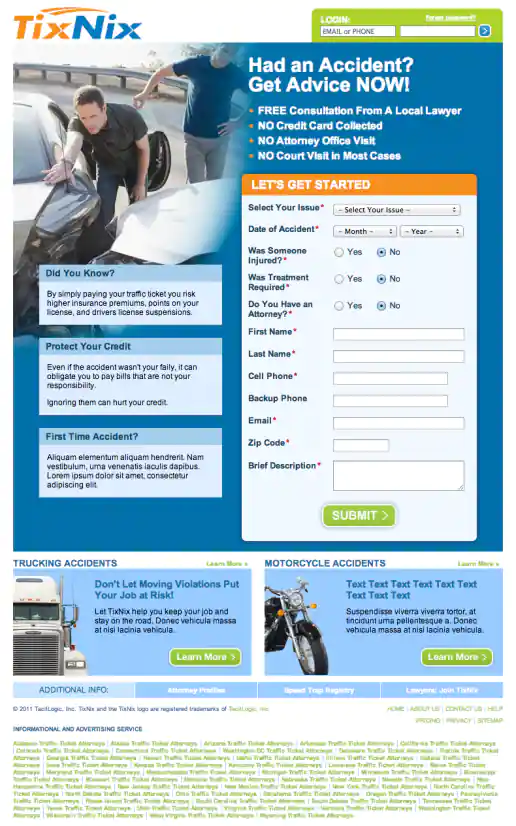 TixNix
LOGIN:
Forgot password?
EMAIL or PHONE
Had an Accident?
Get Advice NOW!
FREE Consultation From A Local Lawyer
NO Credit Card Collected
NO Attorney Office Visit
NO Court Visit in Most Cases
LET'S GET STARTED
Select Your Issue*
- Select Your Issue -
Date of Accident*
- Month -
- Year -
Was Someone
Injured?*
Yes
No
Was Treatment
Required*
Yes
No
Do You Have an
Attorney?*
Yes
No
First Name*
Last Name*
Cell Phone*
Backup Phone
Email*
Zip Code*
Brief Description*
SUBMIT >
Did You Know?
By simply paying your traffic ticket you risk
higher insurance premiums, points on your
license, and drivers license suspensions.
Protect Your Credit
Even if the accident wasn't your faily, it can
obligate you to pay bills that are not your
responsibility.
Ignoring them can hurt your credit.
First Time Accident?
Aliquam elementum aliquam hendrerit. Nam
vestibulum, urna venenatis iaculis dapibus.
Lorem ipsum dolor sit amet, consectetur
adipiscing elit.
TRUCKING ACCIDENTS
Learn More »
Don't Let Moving Violations Put
Your Job at Risk!
Let TixNix help you keep your job and
stay on the road. Donec vehicula massa
at nisi lacinia vehicula.
Learn More >
MOTORCYCLE ACCIDENTS
Learn More »
Text Text Text Text Text Text Text
Text Text Text
Suspendisse viverra viverra tortor, at
tincidunt urna pellentesque a. Donec
vehicula massa at nisi lacinia vehicula.
Learn More >
ADDITIONAL INFO:
Attorney Profiles
Speed Trap Registry
Lawyers: Join TixNix
© 2011 TechLogic, Inc. TixNix and the TixNix logo are registered trademarks of TechLogic, Inc.
HOME | ABOUT US | CONTACT US | HELP
PRICING | PRIVACY | SITEMAP
INFORMATIONAL AND ADVERTISING SERVICE